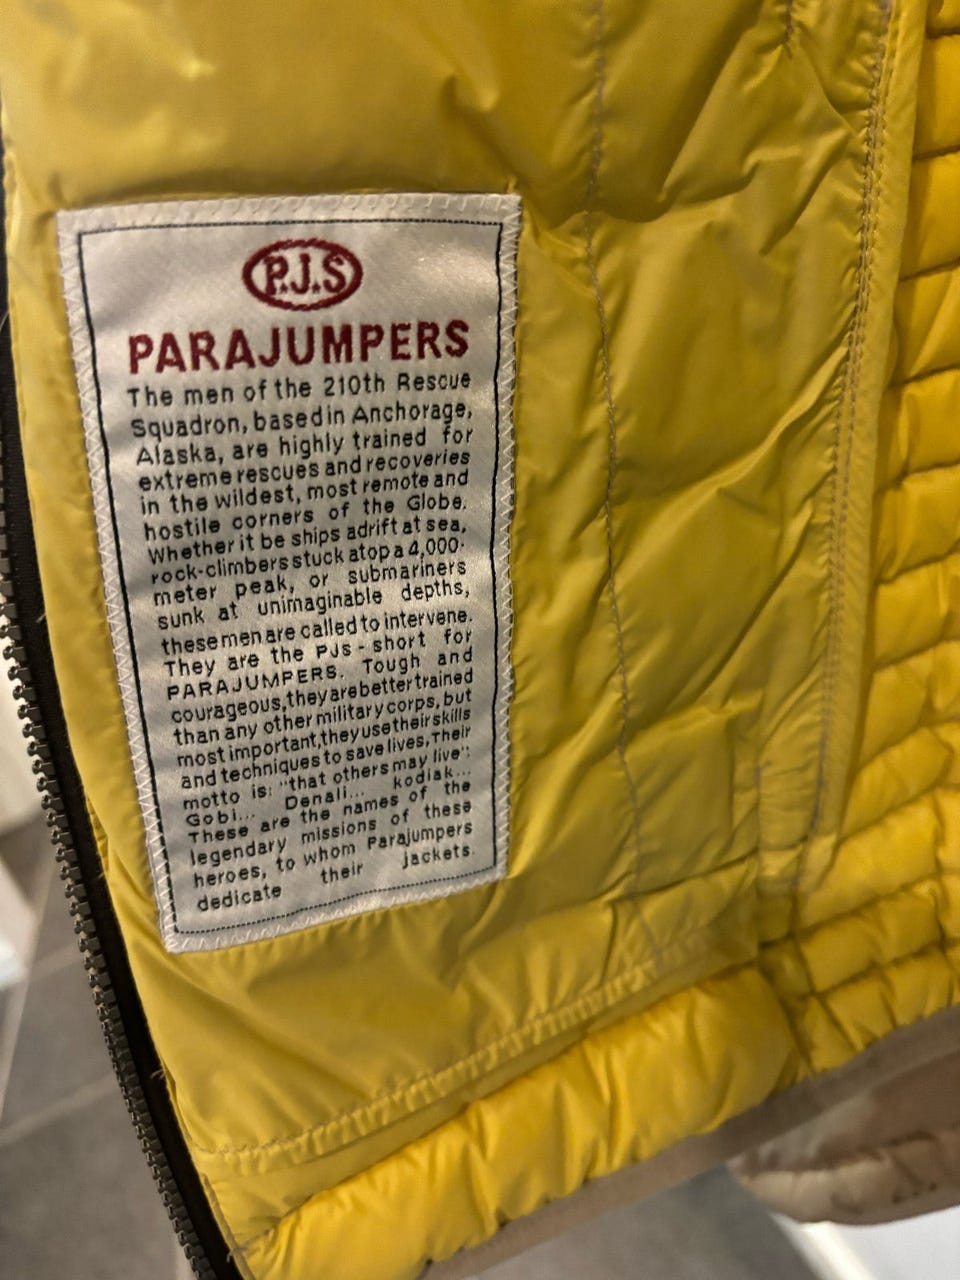 P.J.S
PARAJUMPERS
The men of the 210th Rescue
Squadron, based in Anchorage,
Alaska, are highly trained for
extreme rescues and recoveries
in the wildest, most remote and
hostile corners of the Globe.
Whether it be ships adrift at sea,
rock-climbers stuck atop a 4,000-
meter peak, or submariners
sunk at unimaginable depths,
these men are called to intervene.
They are the PJs - short for
PARAJUMPERS. Tough and
courageous, they are better trained
than any other military corps, but
most important, they use their skills
and techniques to save lives, Their
motto is: "that others may live":
Gobi... Denali... kodiak...
These are the names of the
legendary missions of these
heroes, to whom Parajumpers
dedicate their jackets.